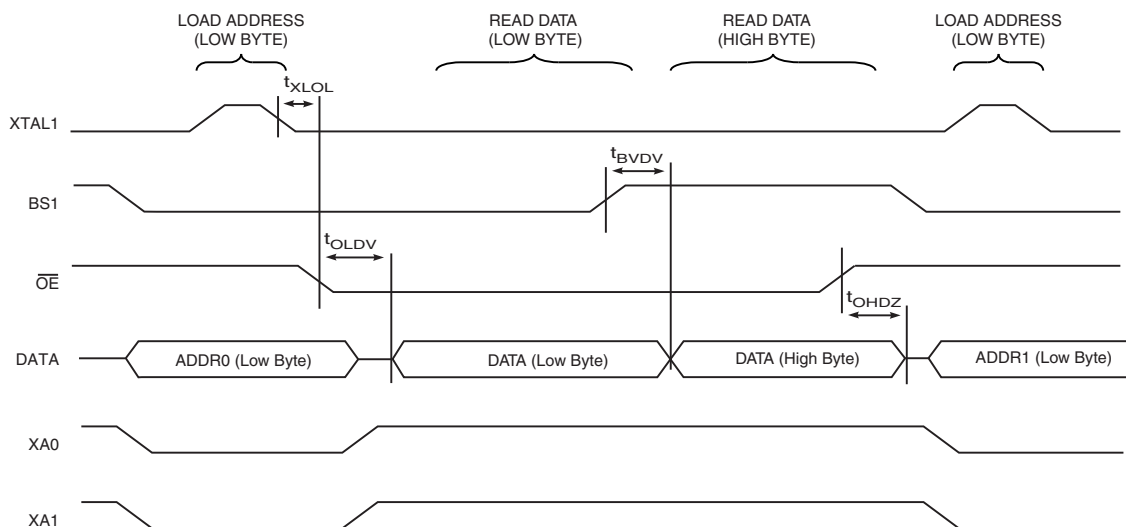 LOAD ADDRESS
(LOW BYTE)
READ DATA
(LOW BYTE)
READ DATA
(HIGH BYTE)
LOAD ADDRESS
(LOW BYTE)
tXLOL
XTAL1
tBVDV
BS1
tOLDV
OE
tOHDZ
DATA
ADDR0 (Low Byte)
DATA (Low Byte)
DATA (High Byte)
ADDR1 (Low Byte)
XA0
XA1